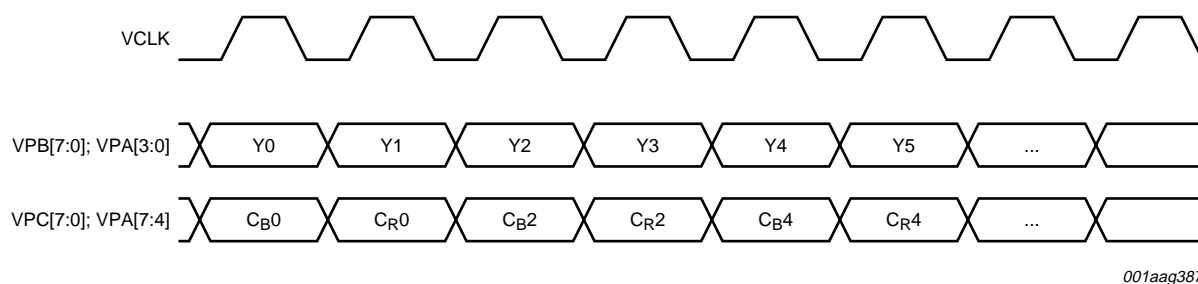 VCLK
VPB[7:0]; VPA[3:0] Y0 Y1 Y2 Y3 Y4 Y5 ...
VPC[7:0]; VPA[7:4] CB0 CR0 CB2 CR2 CB4 CR4 ...
001aag387